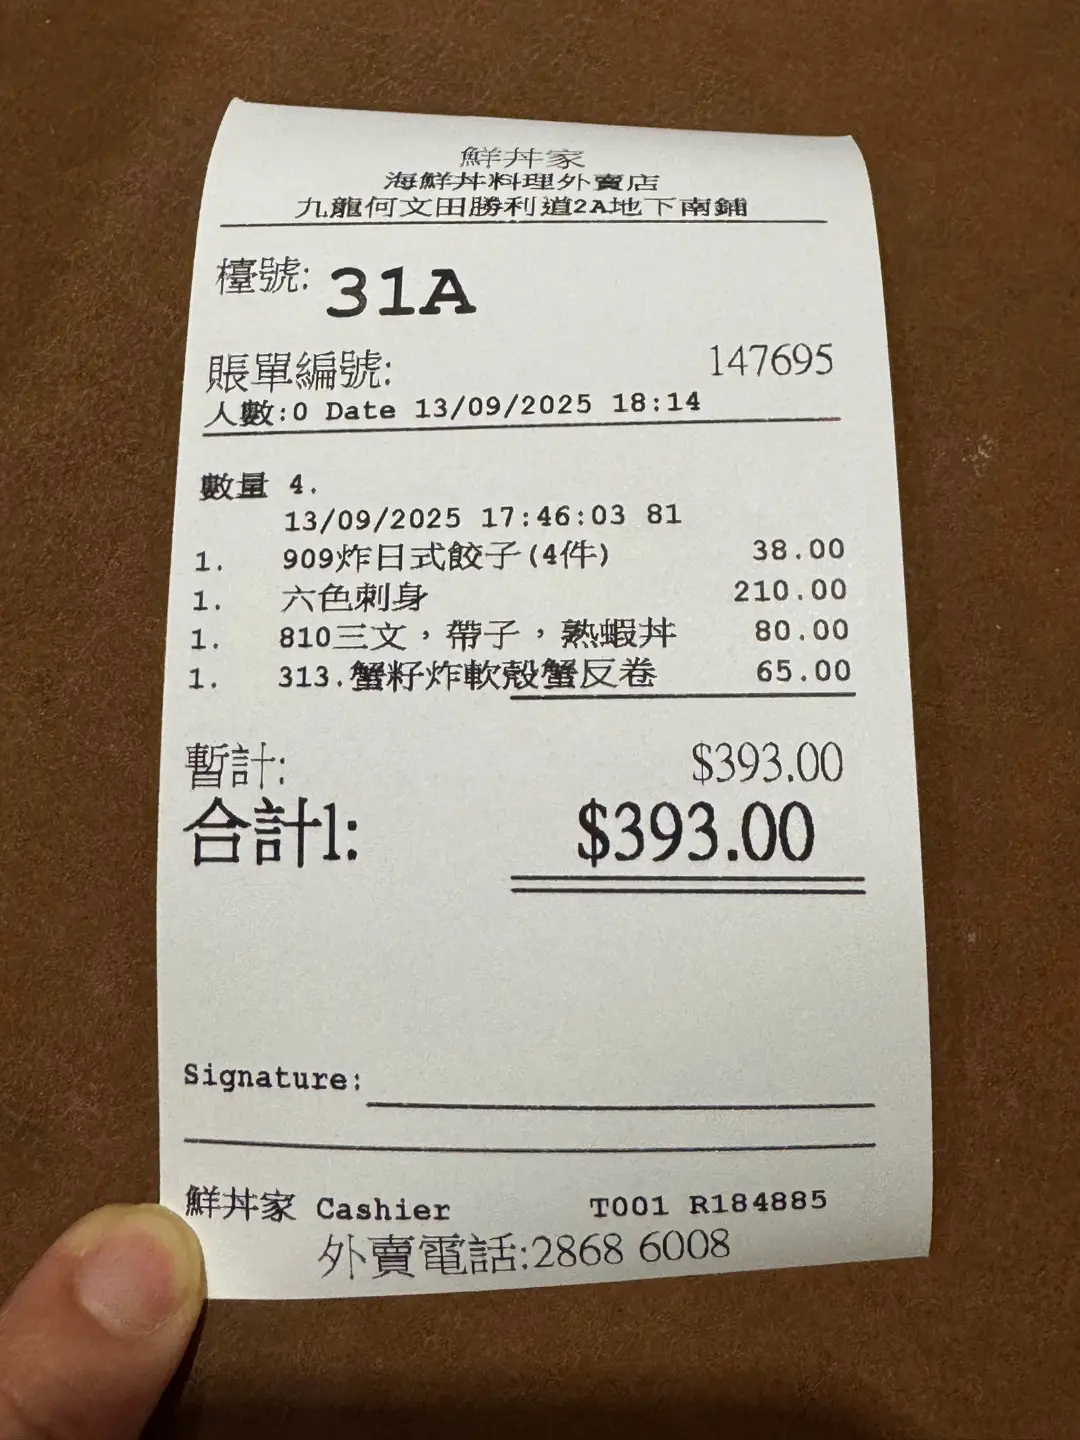 鮮丼家
海鮮丼料理外賣店
九龍何文田勝利道2A地下南鋪
檯號: 31A
賬單編號: 147695
人數:0 Date 13/09/2025 18:14
數量 4.
13/09/2025 17:46:03 81
1. 909炸日式餃子(4件) 38.00
1. 六色刺身 210.00
1. 810三文，帶子，熟蝦丼 80.00
1. 313.蟹籽炸軟殼蟹反卷 65.00
暫計: $393.00
合計1: $393.00
Signature:
鮮丼家 Cashier T001 R184885
外賣電話:2868 6008